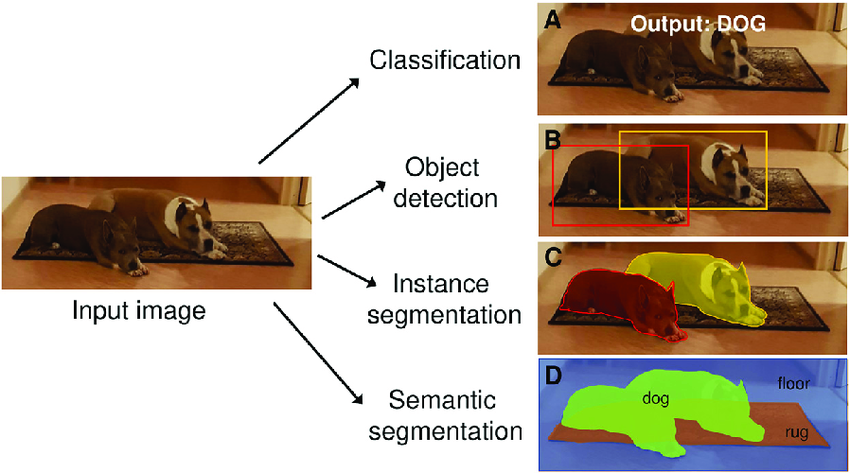 A
Output: DOG
Classification
B
Object
detection
Input image
C
Instance
segmentation
D
Semantic
segmentation
dog
floor
rug